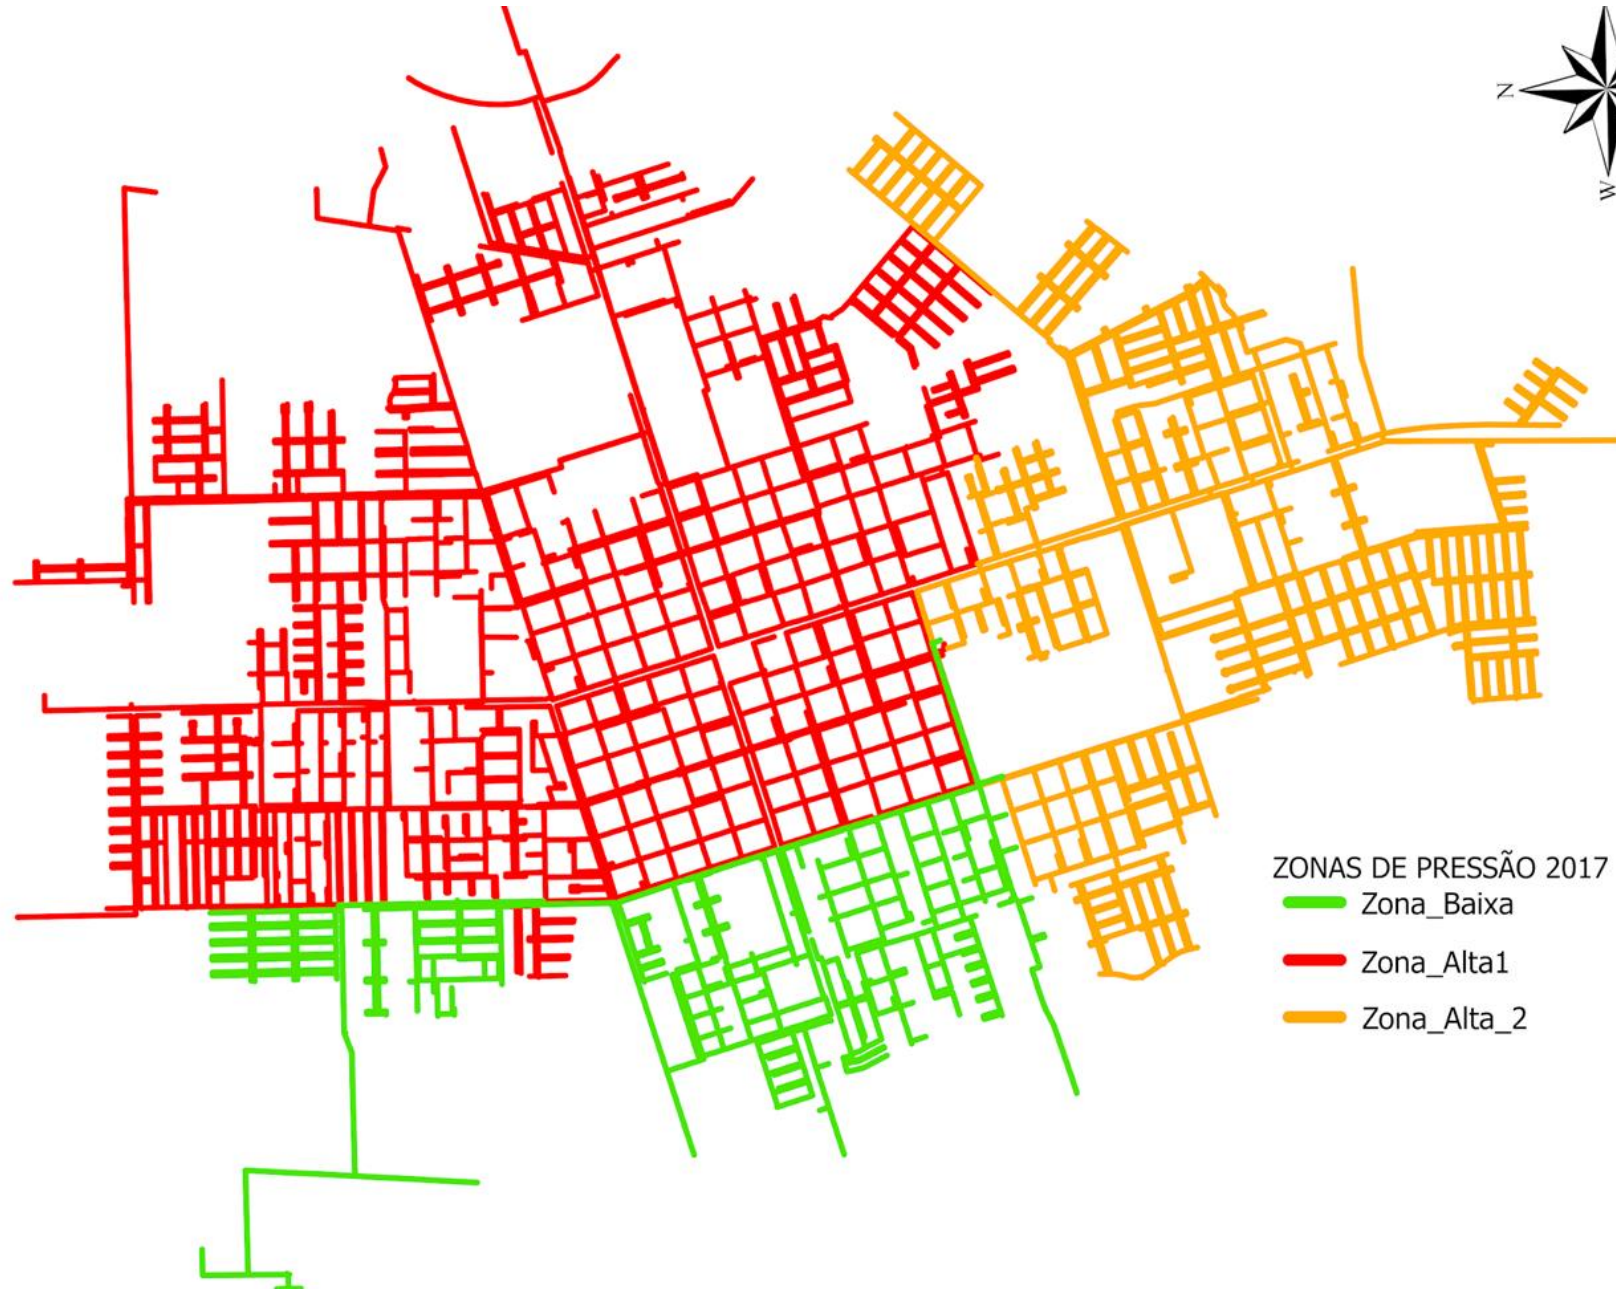 N
W
ZONAS DE PRESSÃO 2017
Zona_Baixa
Zona_Alta1
Zona_Alta_2